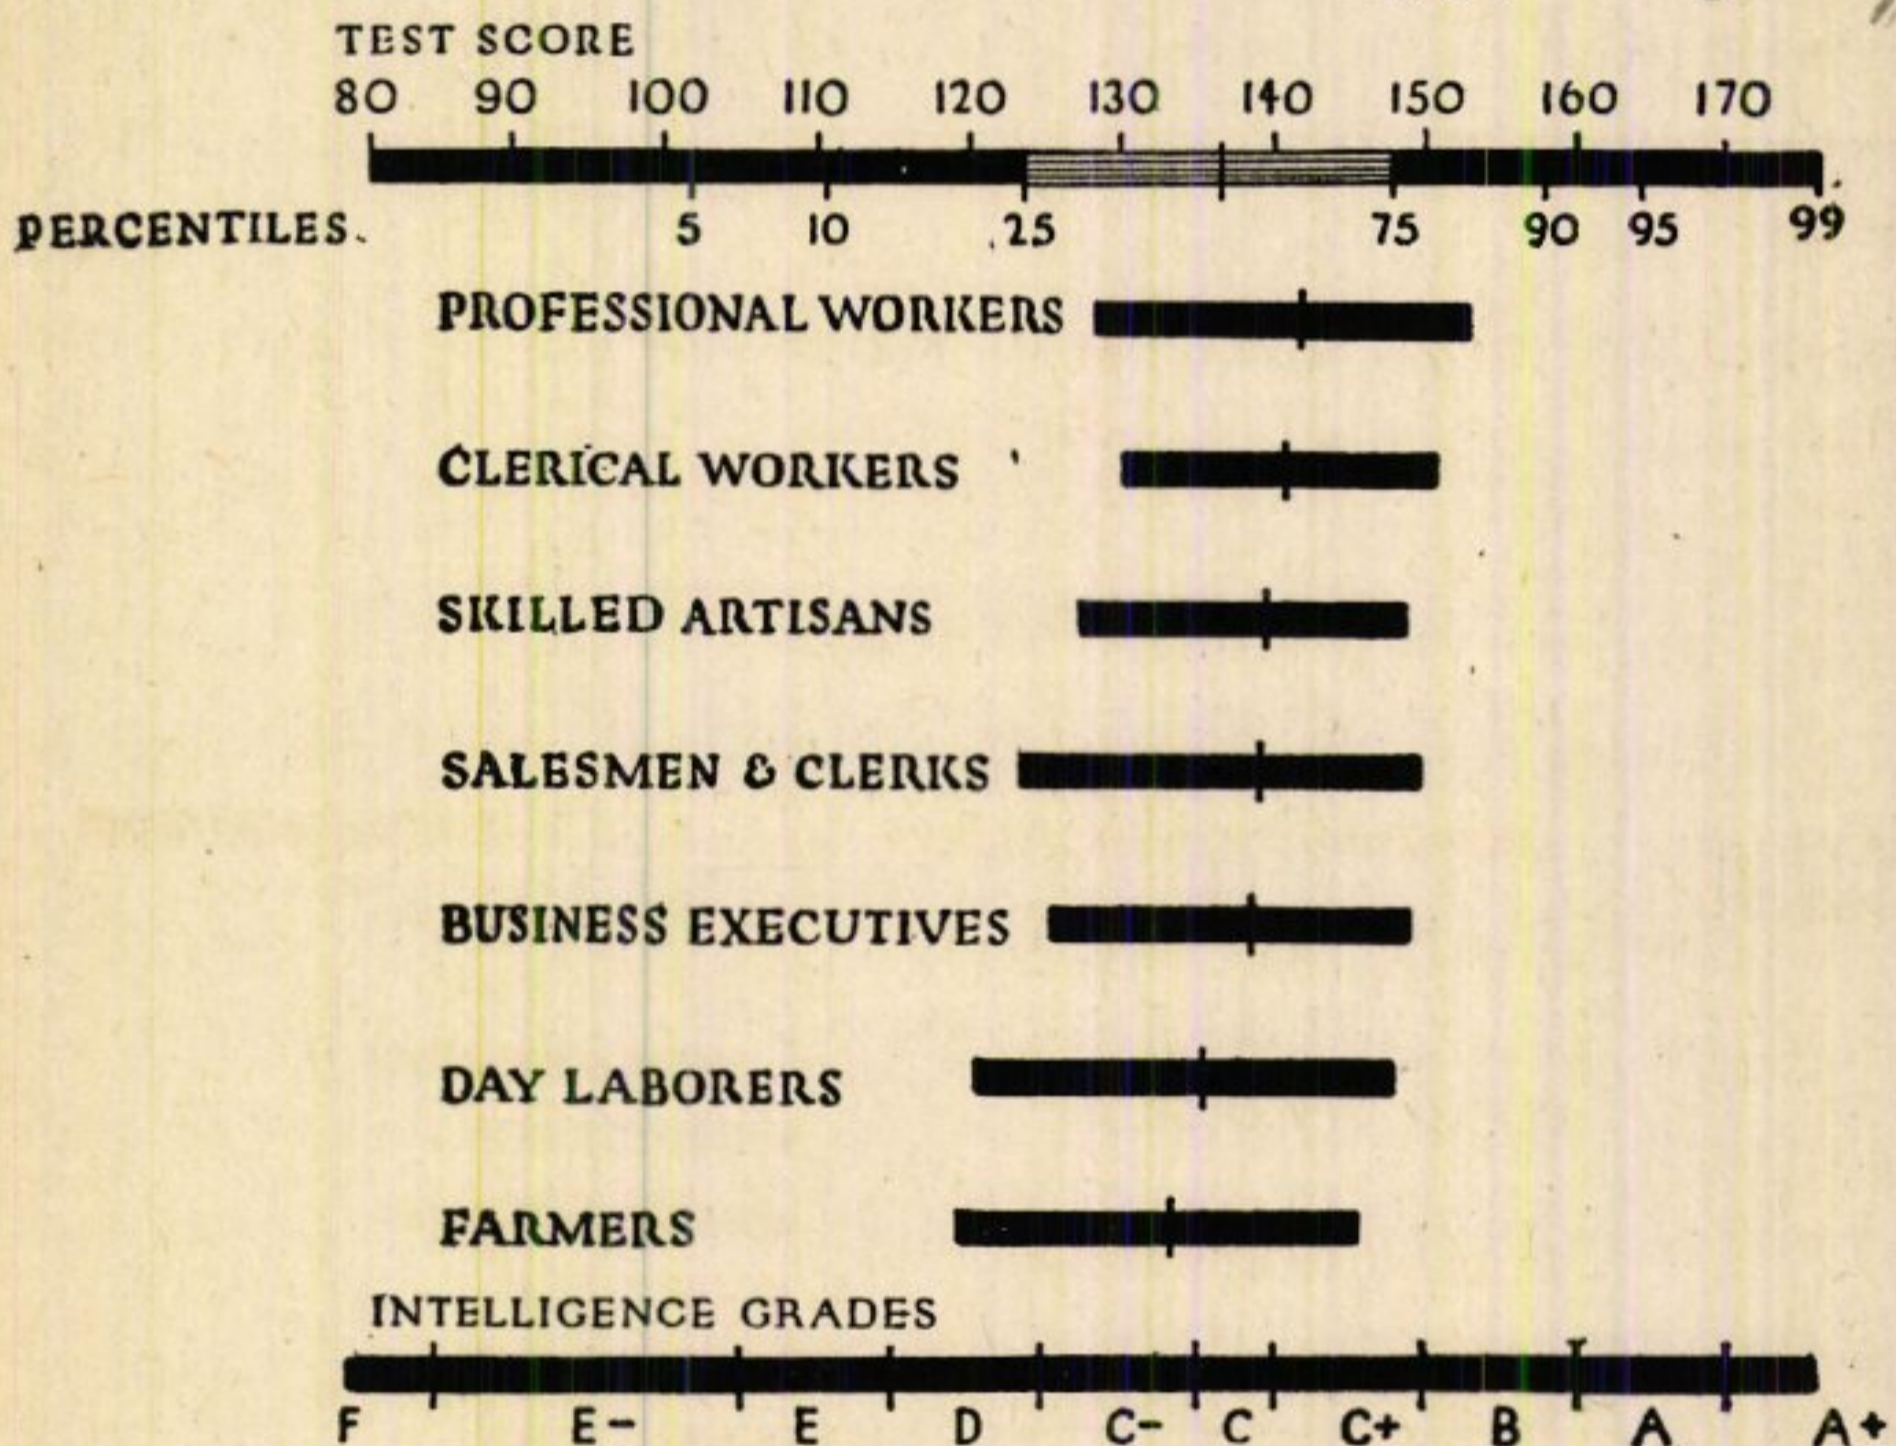 TEST SCORE
80 90 100 110 120 130 140 150 160 170
PERCENTILES. 5 10 25 75 90 95 99
PROFESSIONAL WORKERS
CLERICAL WORKERS
SKILLED ARTISANS
SALESMEN & CLERKS
BUSINESS EXECUTIVES
DAY LABORERS
FARMERS
INTELLIGENCE GRADES
F E- E D C- C C+ B A A+